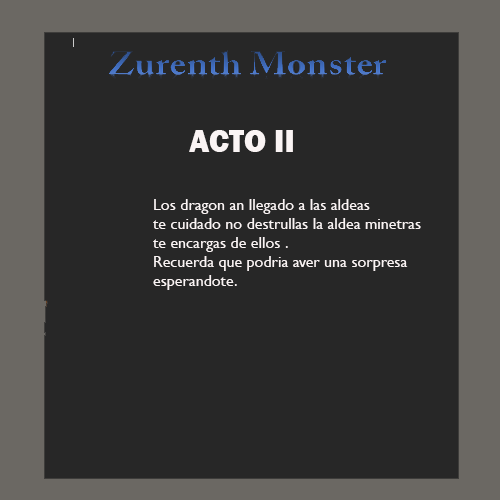 Zurenth Monster
ACTO II
Los dragon an llegado a las aldeas
te cuidado no destrullas la aldea minetras
te encargas de ellos .
Recuerda que podria aver una sorpresa
esperandote.